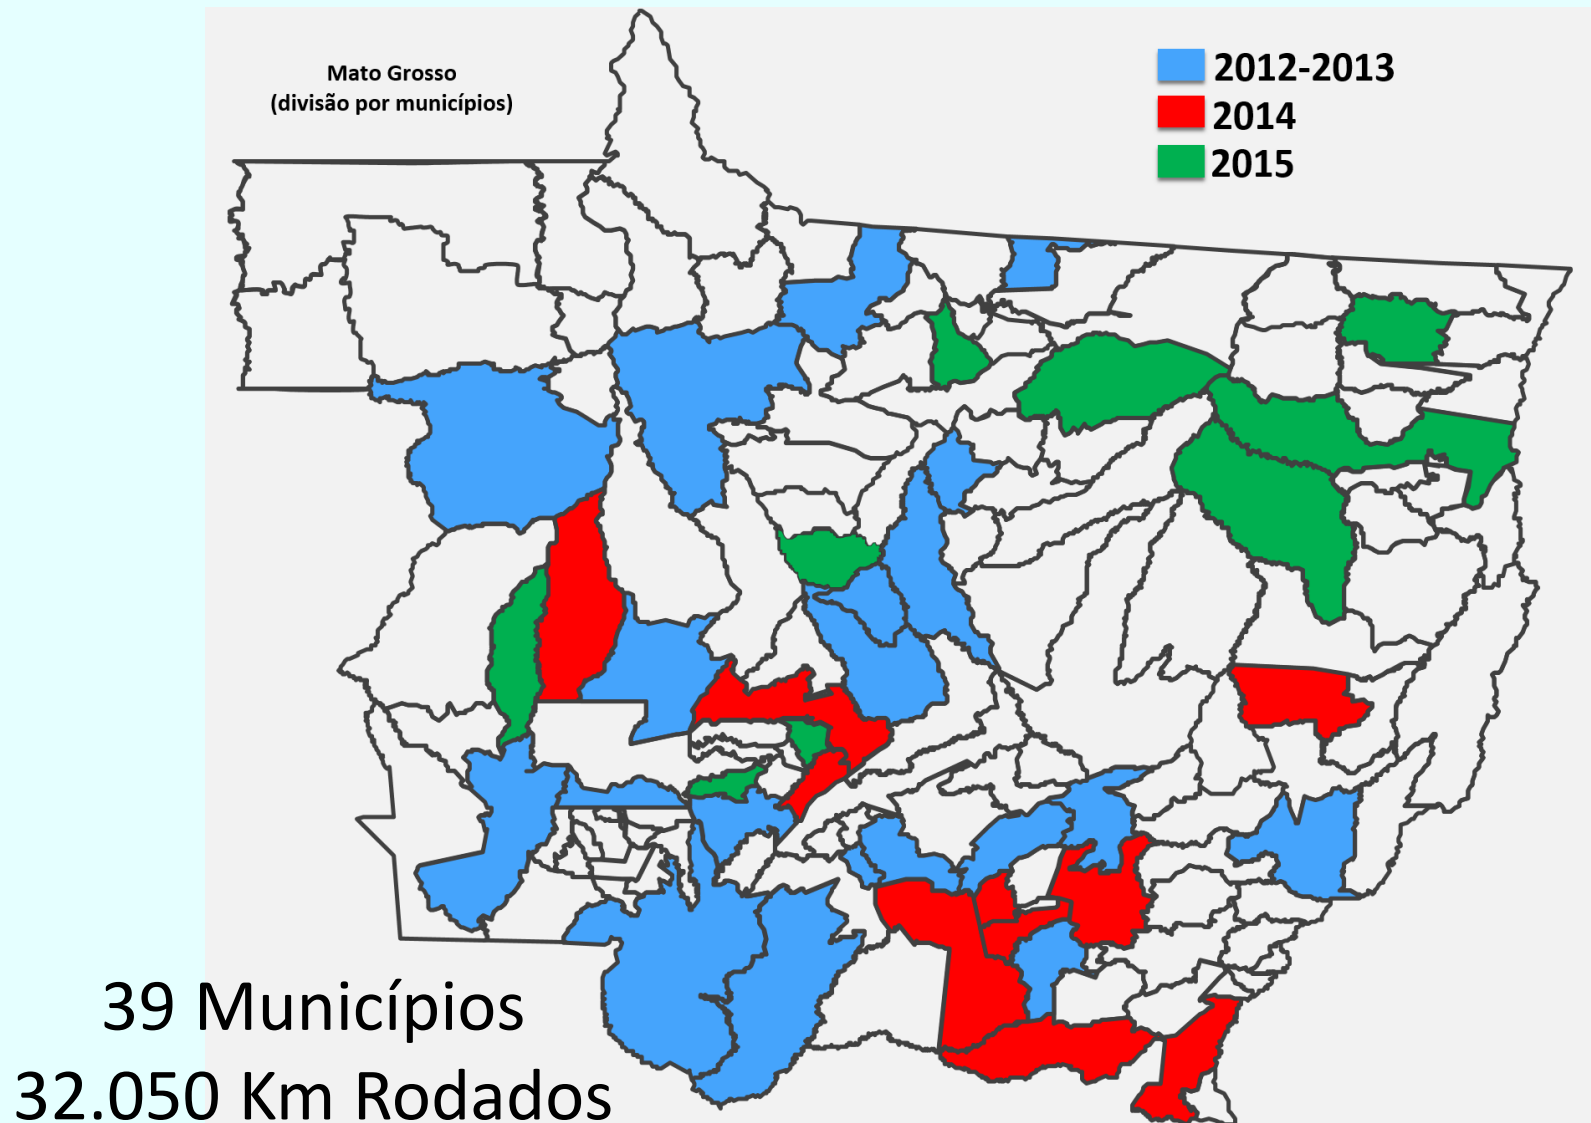 Mato Grosso
(divisão por municípios)
2012-2013
2014
2015
39 Municípios
32.050 Km Rodados